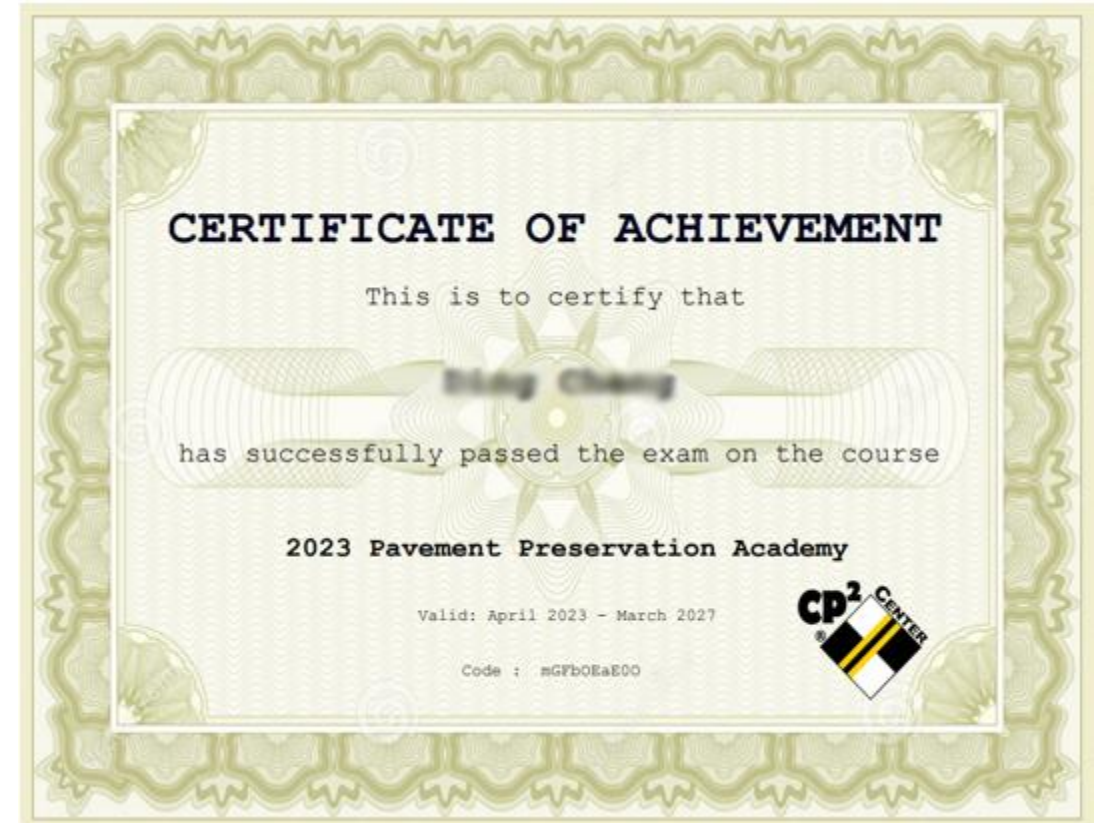 CERTIFICATE OF ACHIEVEMENT
This is to certify that
has successfully passed the exam on the course
2023 Pavement Preservation Academy
Valid: April 2023 - March 2027
CP2 CENTER
®
Code : mGFbOEaE0O